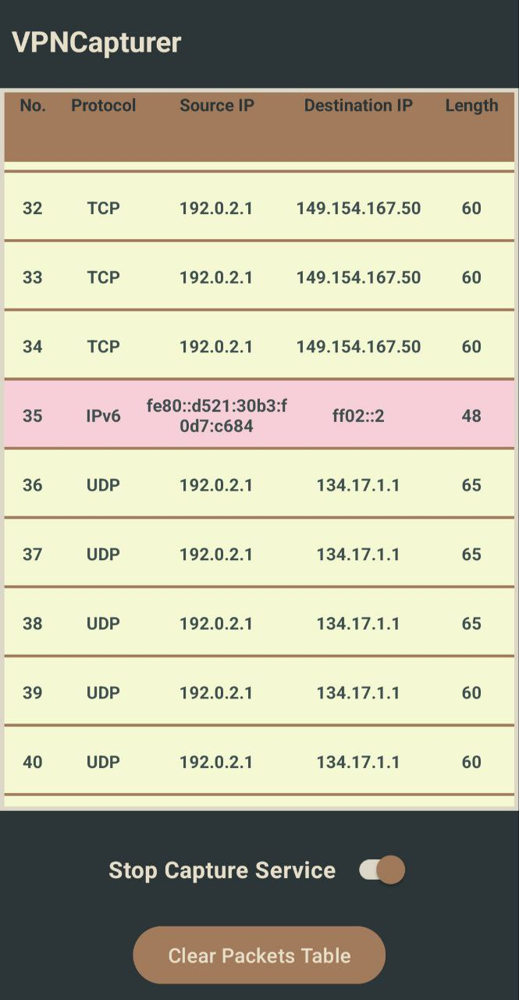 VPNCapturer
No. Protocol Source IP Destination IP Length
32 TCP 192.0.2.1 149.154.167.50 60
33 TCP 192.0.2.1 149.154.167.50 60
34 TCP 192.0.2.1 149.154.167.50 60
35 IPv6 fe80::d521:30b3:f
0d7:c684 ff02::2 48
36 UDP 192.0.2.1 134.17.1.1 65
37 UDP 192.0.2.1 134.17.1.1 65
38 UDP 192.0.2.1 134.17.1.1 65
39 UDP 192.0.2.1 134.17.1.1 60
40 UDP 192.0.2.1 134.17.1.1 60
Stop Capture Service
Clear Packets Table